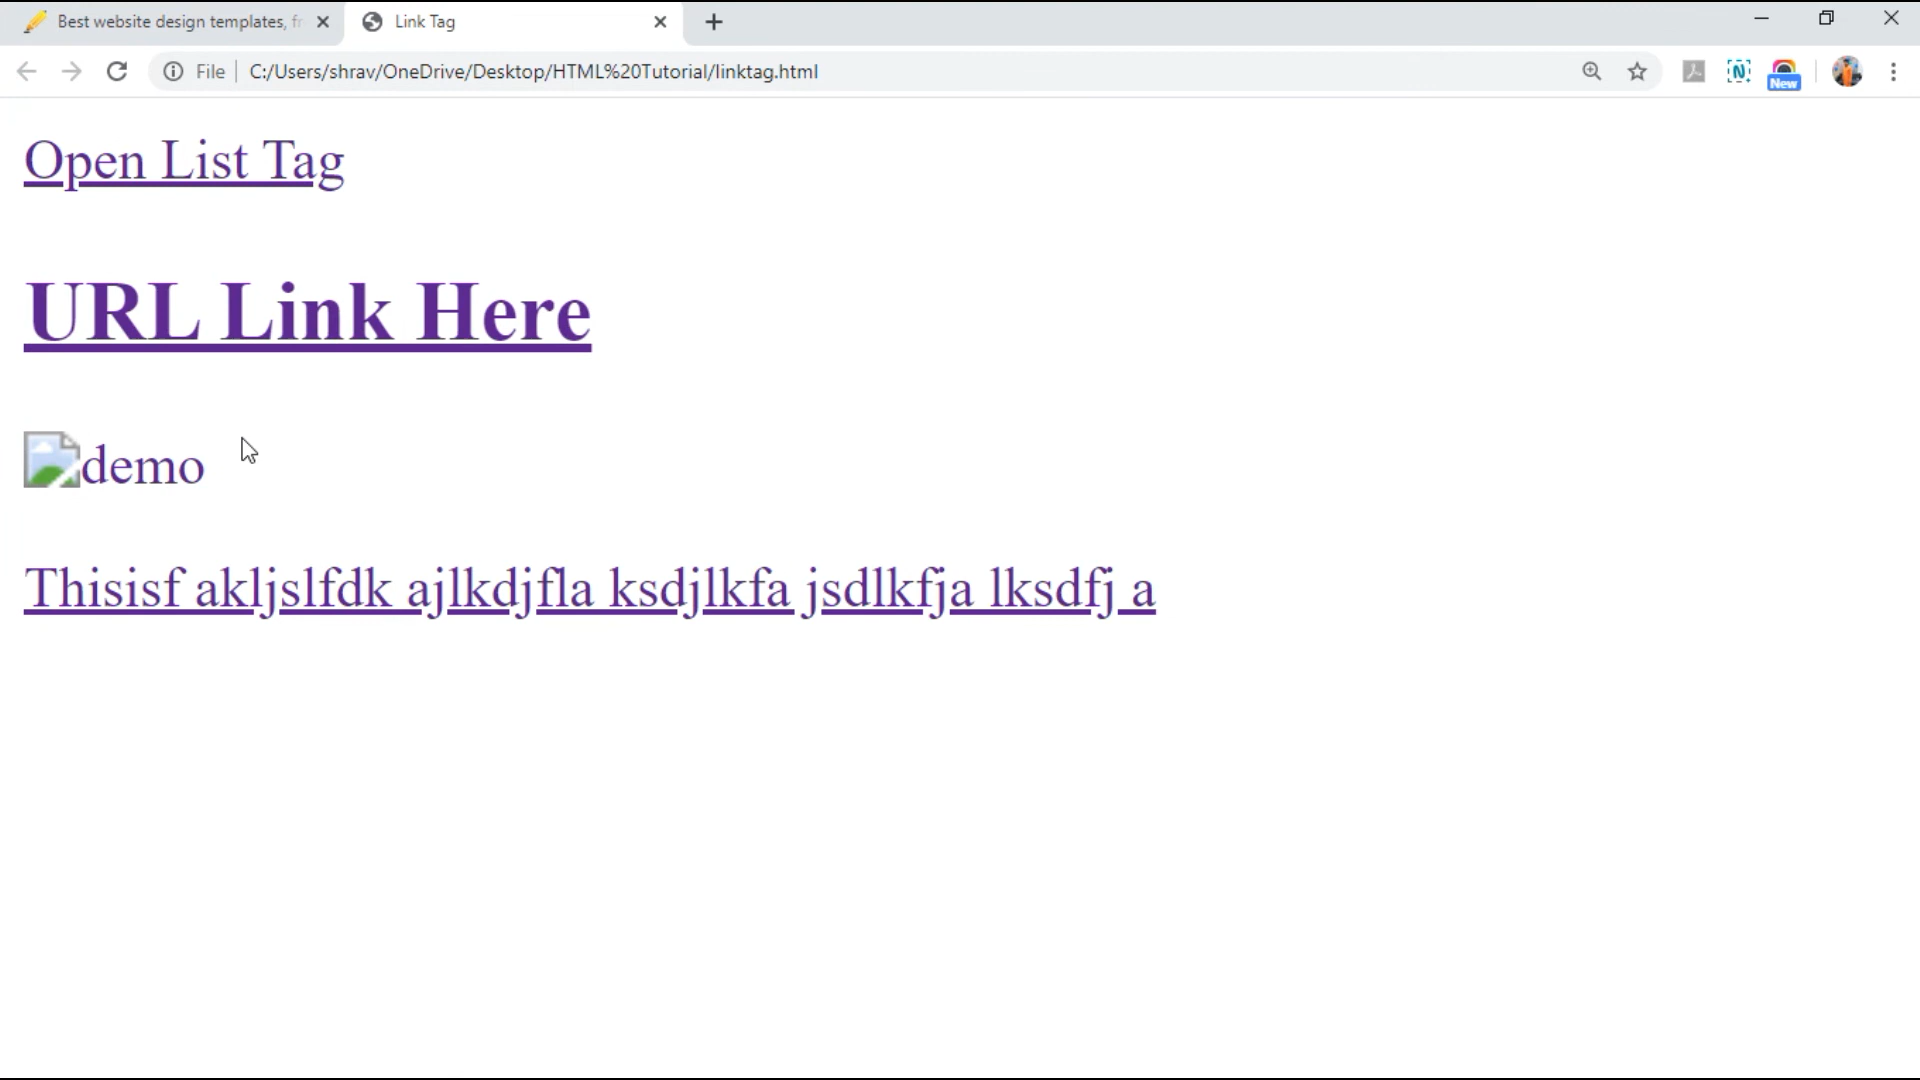 Best website design templates, fr
Link Tag
File
C:/Users/shrav/OneDrive/Desktop/HTML%20Tutorial/linktag.html
New
Open List Tag
URL Link Here
demo
Thisisf akljslfdk ajlkdjfla ksdjlkfa jsdlkfja lksdfj a